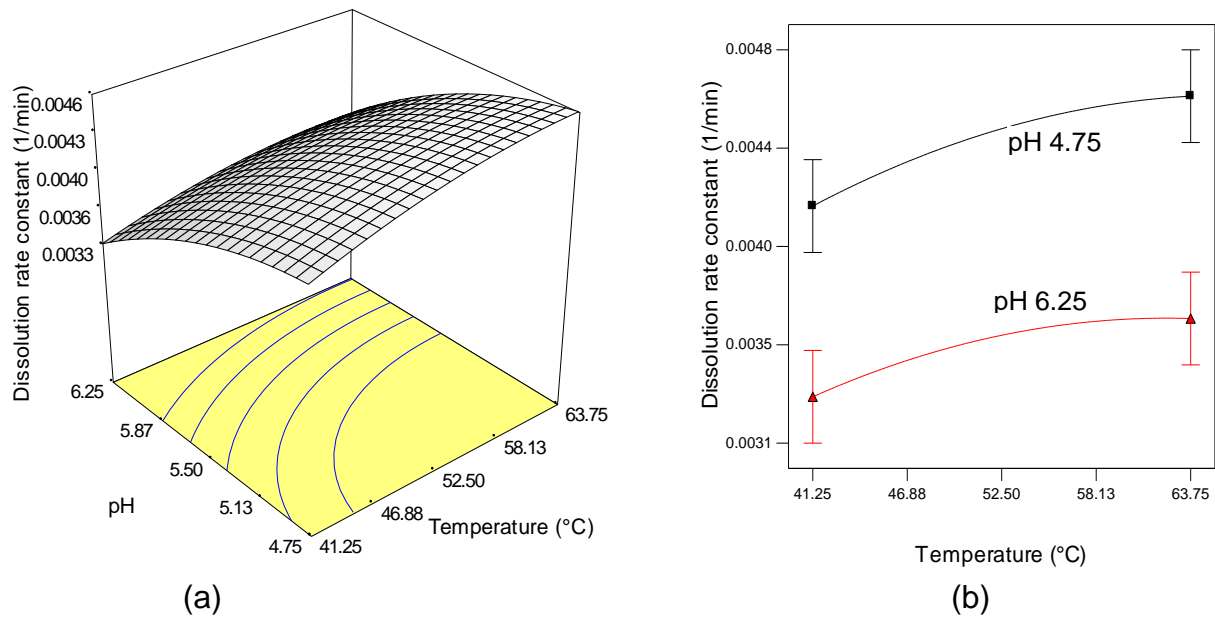 Dissolution rate constant (1/min)
0.0046
0.0043
0.0040
0.0036
0.0033
6.25
5.87
5.50
5.13
4.75
pH
41.25
46.88
52.50
58.13
63.75
Temperature (°C)
(a)
Dissolution rate constant (1/min)
0.0048
0.0044
0.0040
0.0035
0.0031
pH 4.75
pH 6.25
41.25 46.88 52.50 58.13 63.75
Temperature (°C)
(b)